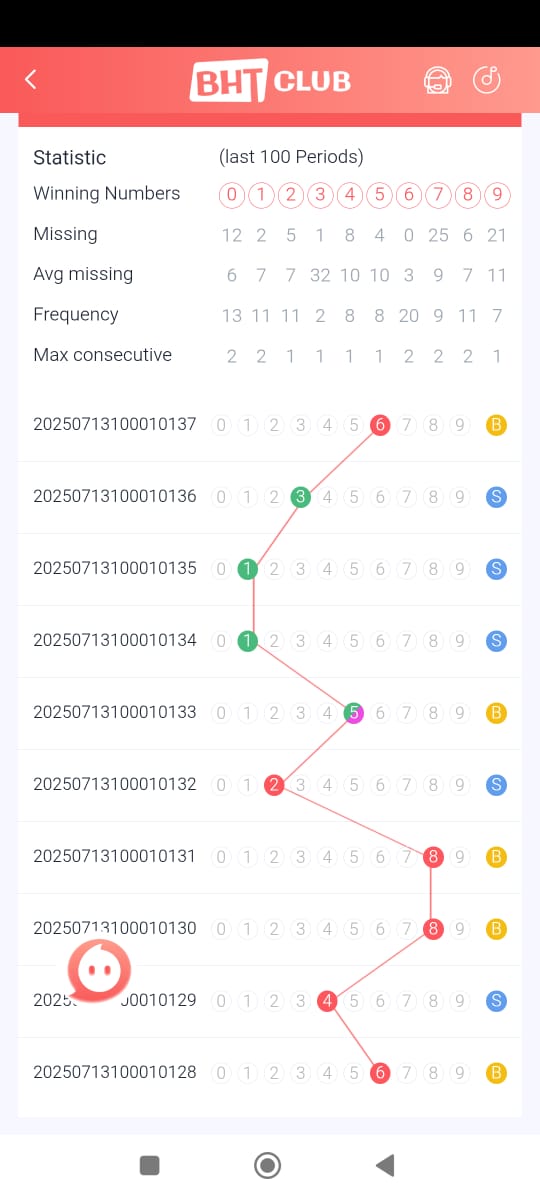 BHT CLUB
Statistic (last 100 Periods)
Winning Numbers 0 1 2 3 4 5 6 7 8 9
Missing 12 2 5 1 8 4 0 25 6 21
Avg missing 6 7 7 32 10 10 3 9 7 11
Frequency 13 11 11 2 8 8 20 9 11 7
Max consecutive 2 2 1 1 1 1 2 2 2 1
20250713100010137 0 1 2 3 4 5 6 7 8 9 B
20250713100010136 0 1 2 3 4 5 6 7 8 9 S
20250713100010135 0 1 2 3 4 5 6 7 8 9 S
20250713100010134 0 1 2 3 4 5 6 7 8 9 S
20250713100010133 0 1 2 3 4 5 6 7 8 9 B
20250713100010132 0 1 2 3 4 5 6 7 8 9 S
20250713100010131 0 1 2 3 4 5 6 7 8 9 B
20250713100010130 0 1 2 3 4 5 6 7 8 9 B
0 1 2 3 4 5 6 7 8 9 S
20250713100010128 0 1 2 3 4 5 6 7 8 9 B